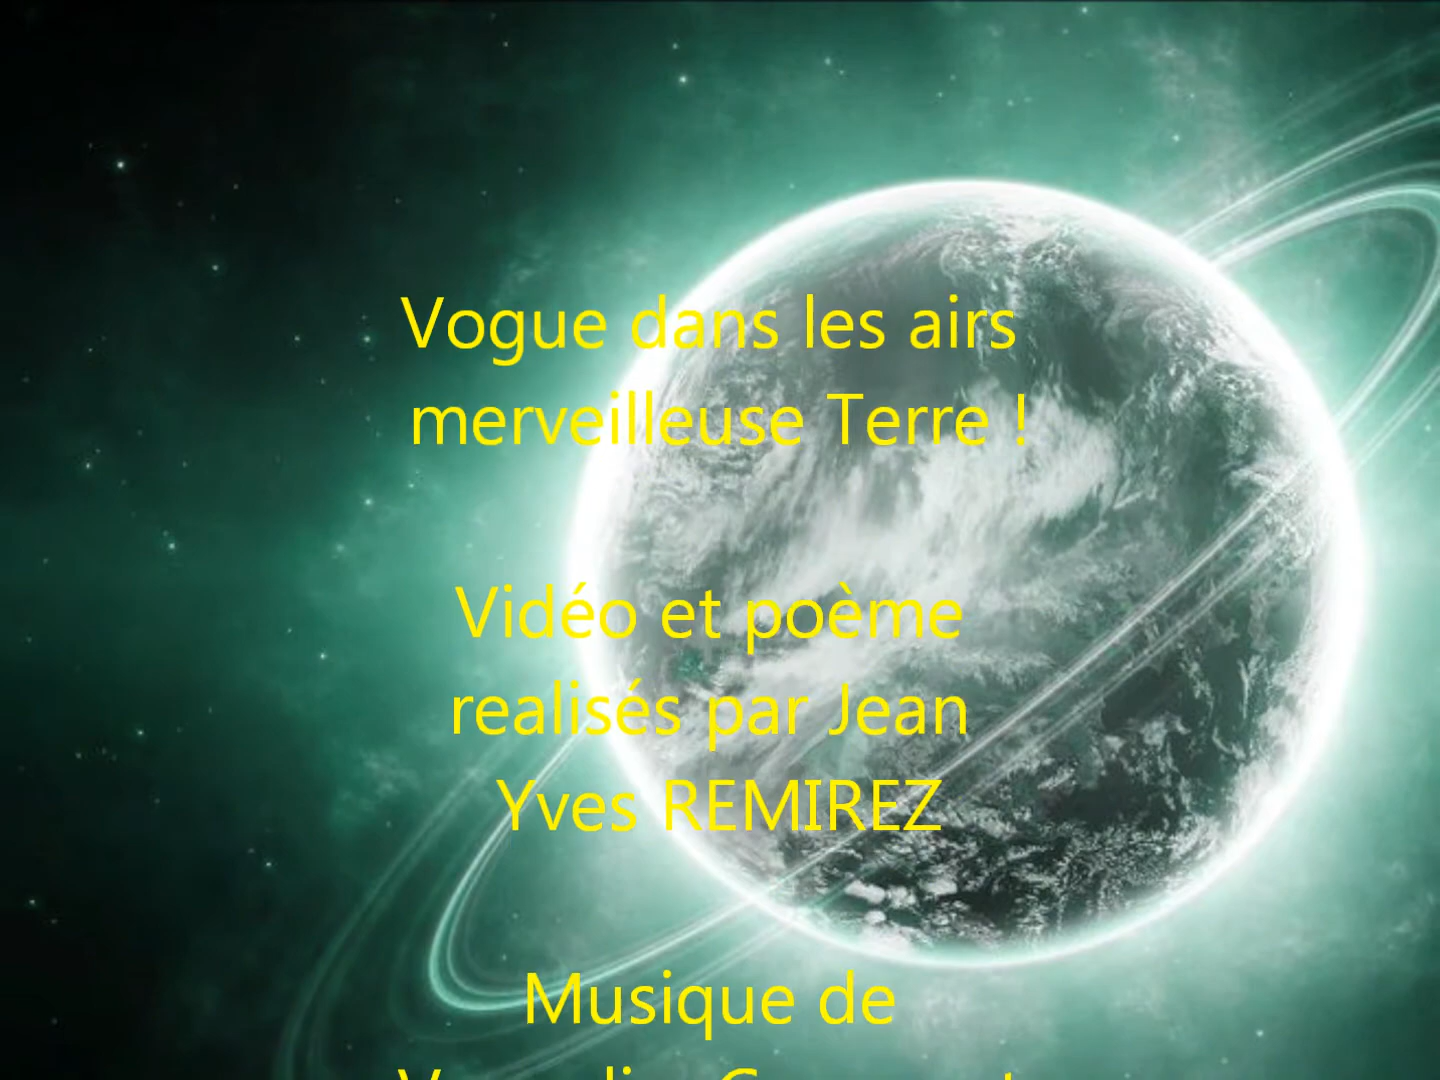 Vogue dans les airs
merveilleuse Terre !
Vidéo et poème
realisés par Jean
Yves REMIREZ
Musique de